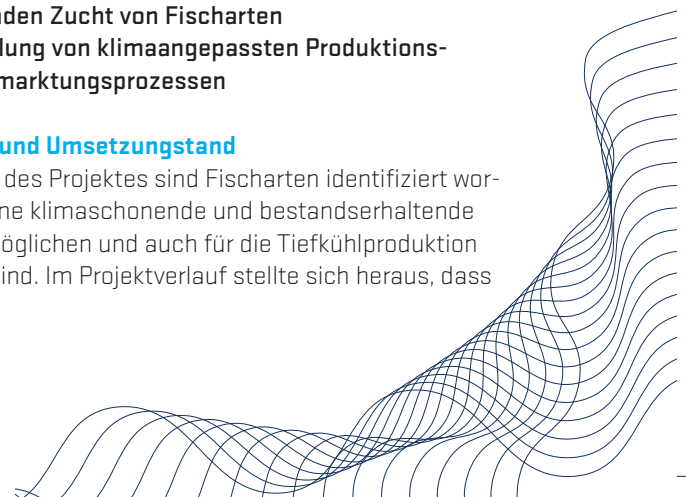 den Zucht von Fischarten
lung von klimaangepassten Produktions-
marktungsprozessen
und Umsetzungstand
des Projektes sind Fischarten identifiziert wor-
ne klimaschonende und bestandserhaltende
möglichen und auch für die Tiefkühlproduktion
ind. Im Projektverlauf stellte sich heraus, dass